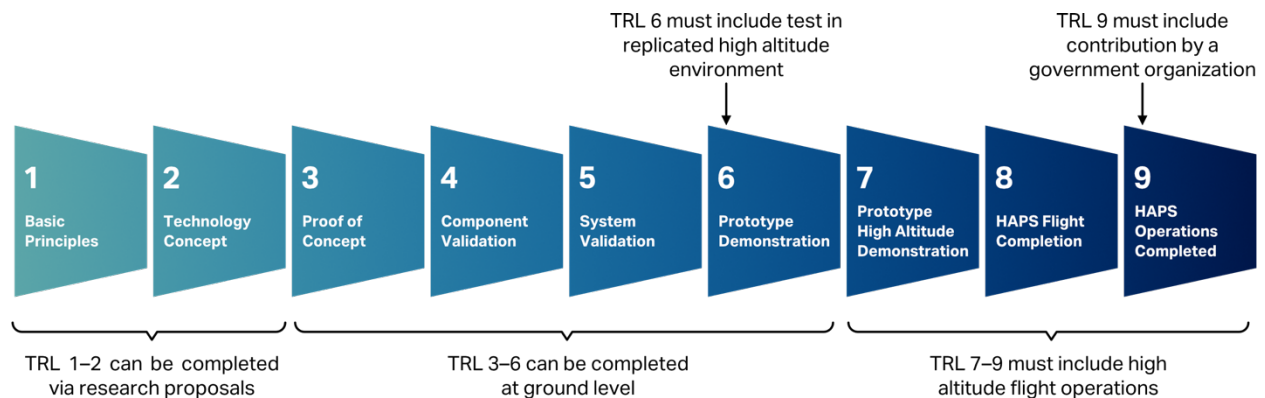 TRL 6 must include test in
replicated high altitude
environment
TRL 9 must include
contribution by a
government organization
1
Basic
Principles
2
Technology
Concept
3
Proof of
Concept
4
Component
Validation
5
System
Validation
6
Prototype
Demonstration
7
Prototype
High Altitude
Demonstration
8
HAPS Flight
Completion
9
HAPS
Operations
Completed
TRL 1–2 can be completed
via research proposals
TRL 3–6 can be completed
at ground level
TRL 7–9 must include high
altitude flight operations